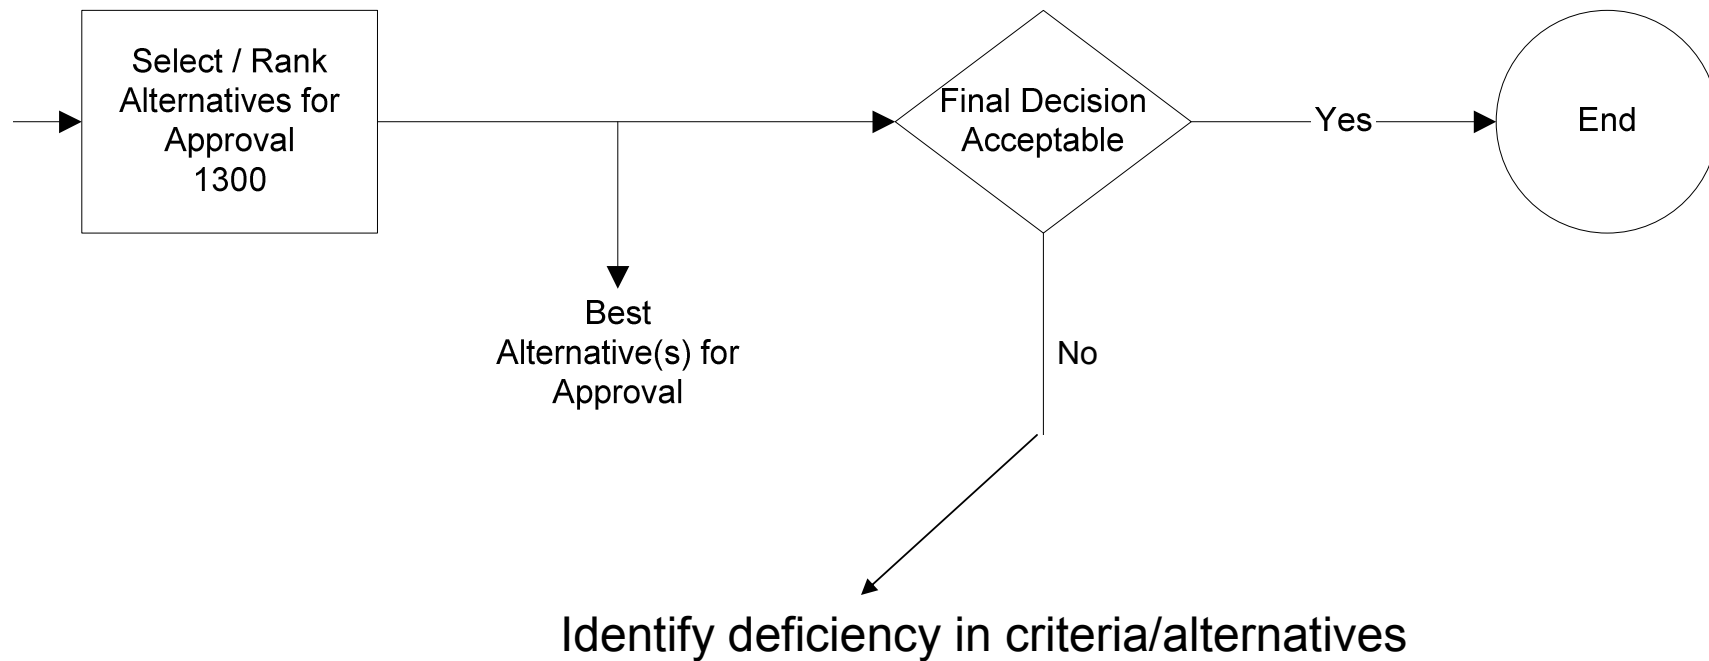 Select / Rank
Alternatives for
Approval
1300
Final Decision
Acceptable
Yes
End
Best
Alternative(s) for
Approval
No
Identify deficiency in criteria/alternatives